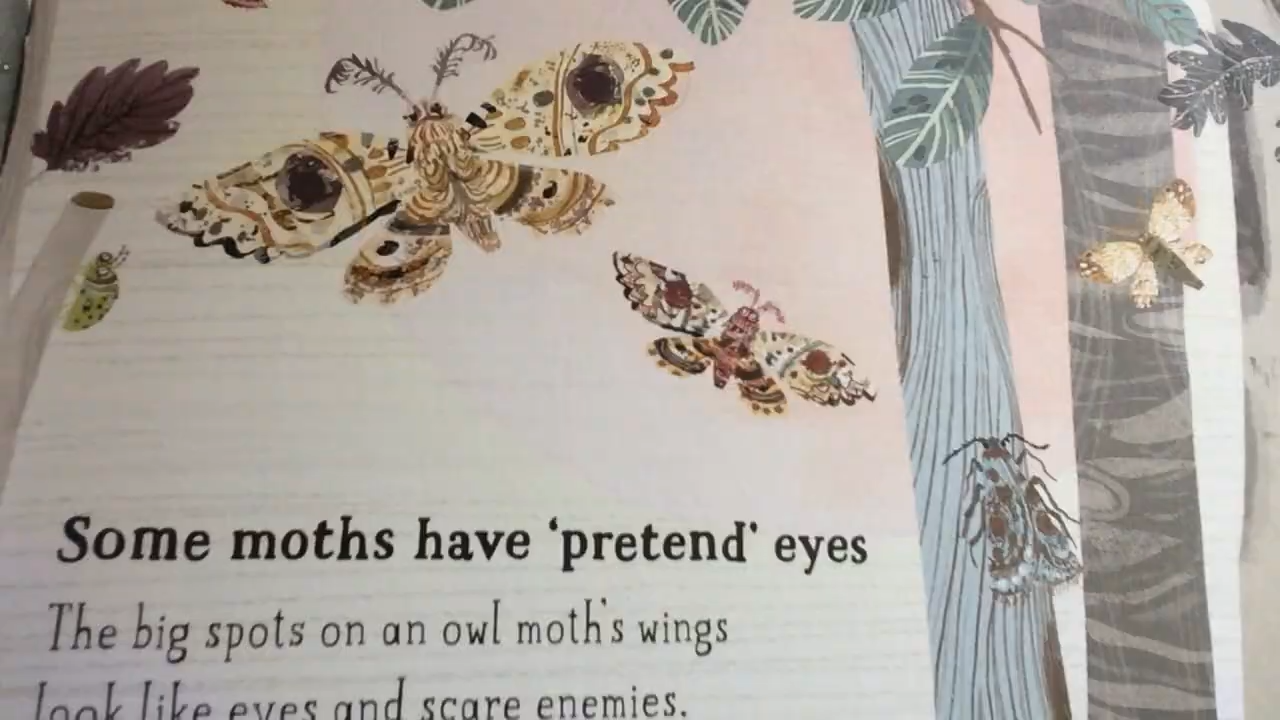 Some moths have ‘pretend’ eyes
The big spots on an owl moth's wings
look like eyes and scare enemies.